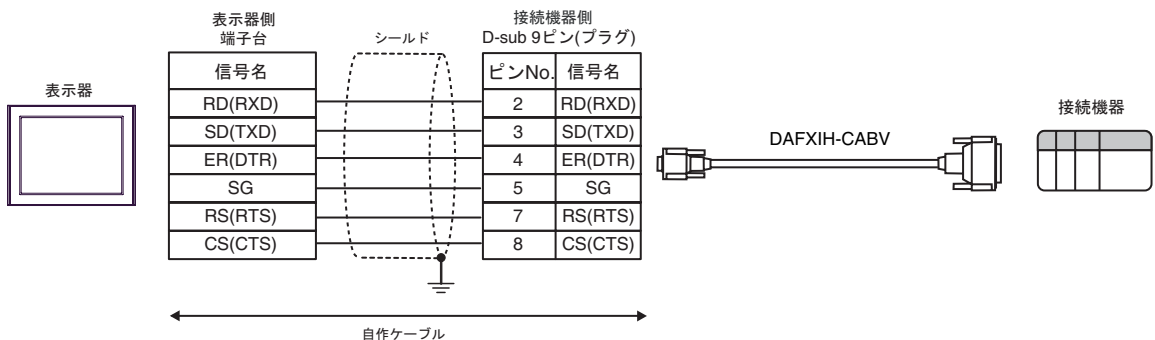 表示器
表示器側
端子台
シールド
接続機器側
D-sub 9ピン(プラグ)
信号名
ピンNo.
信号名
RD(RXD)
2
RD(RXD)
SD(TXD)
3
SD(TXD)
ER(DTR)
4
ER(DTR)
SG
5
SG
RS(RTS)
7
RS(RTS)
CS(CTS)
8
CS(CTS)
自作ケーブル
DAFXIH-CABV
接続機器